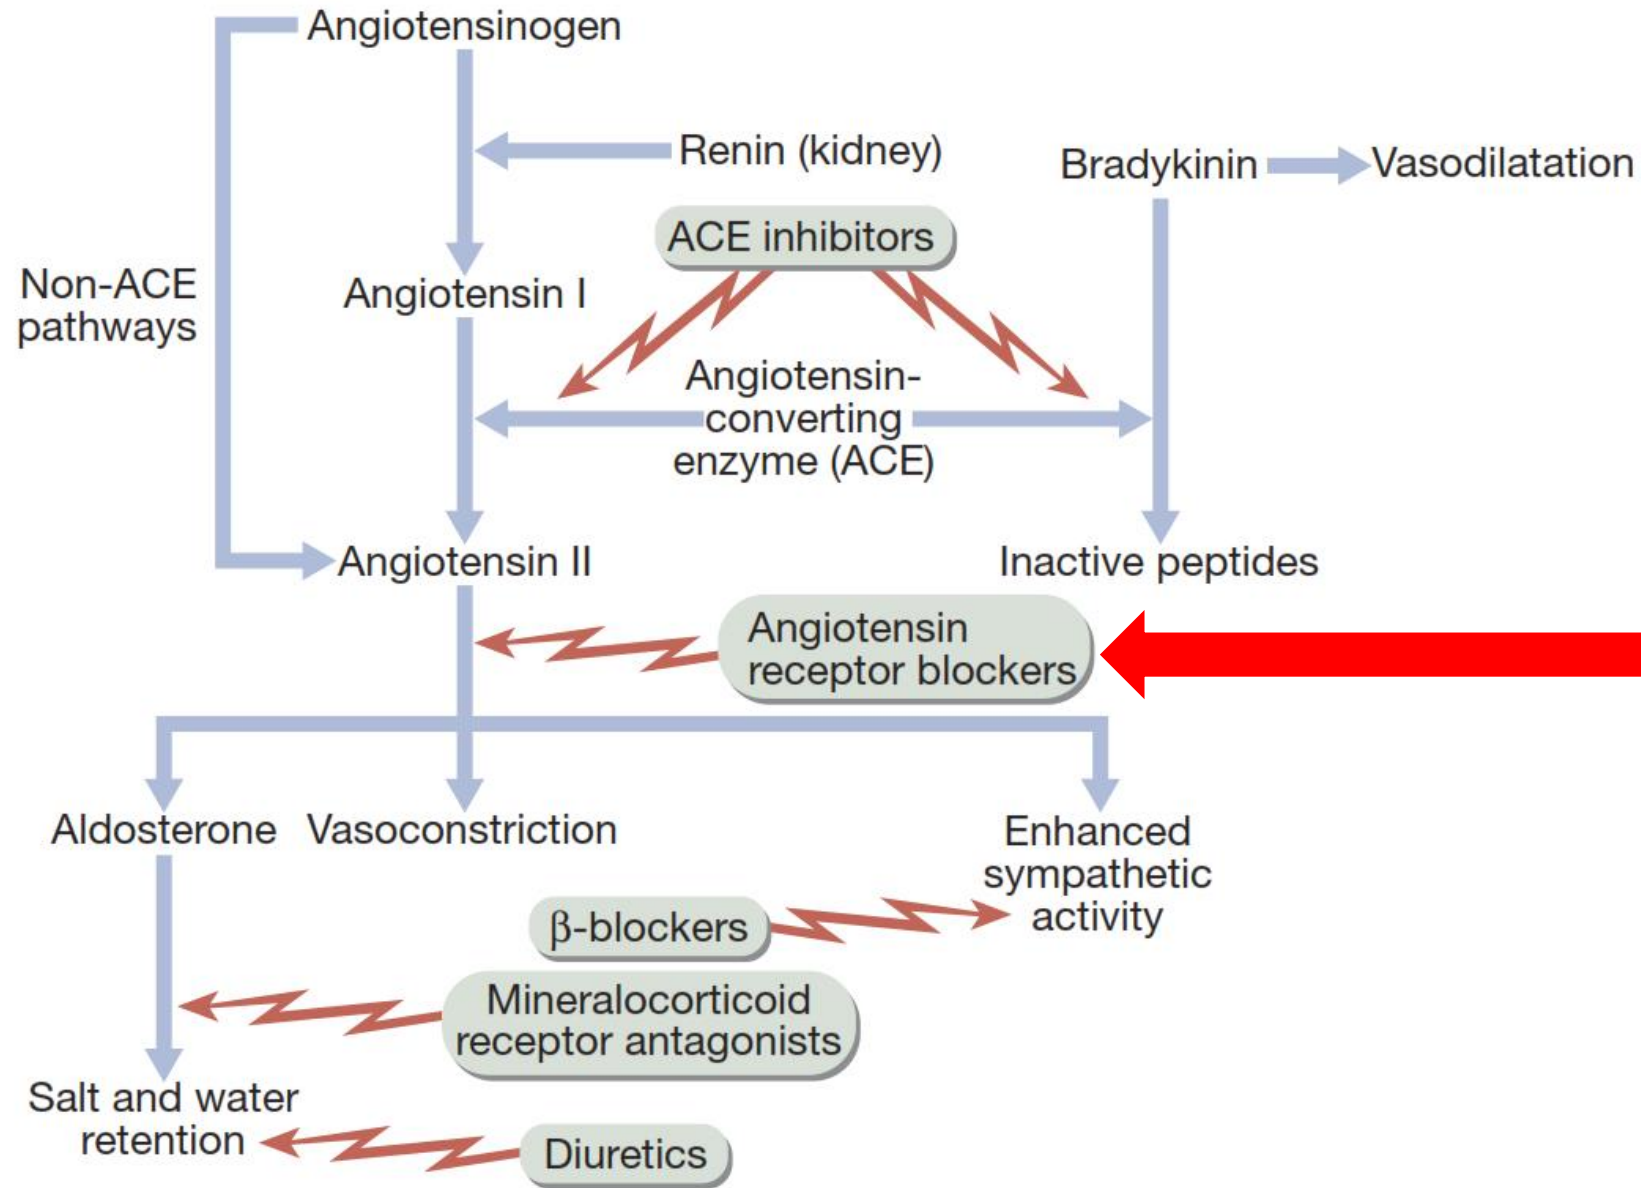 Angiotensinogen
Renin (kidney)
Bradykinin
Vasodilatation
ACE inhibitors
Non-ACE
pathways
Angiotensin I
Angiotensin-
converting
enzyme (ACE)
Angiotensin II
Inactive peptides
Angiotensin
receptor blockers
Aldosterone
Vasoconstriction
Enhanced
sympathetic
activity
β-blockers
Mineralocorticoid
receptor antagonists
Salt and water
retention
Diuretics